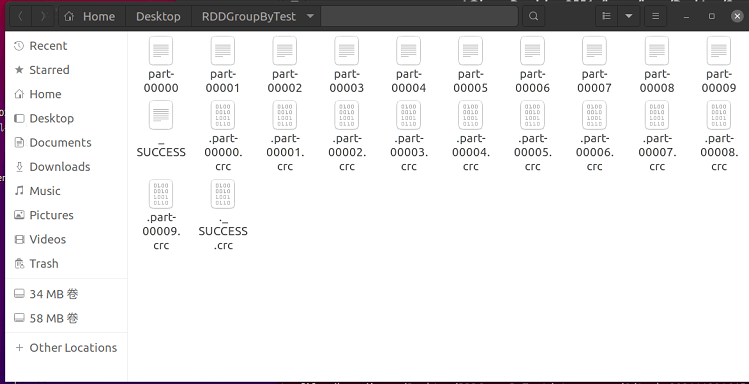 Home Desktop RDDGroupByTest
Recent
Starred
Home
Desktop
Documents
Downloads
Music
Pictures
Videos
Trash
34 MB 卷
58 MB 卷
Other Locations
part-
00000
part-
00001
part-
00002
part-
00003
part-
00004
part-
00005
part-
00006
part-
00007
part-
00008
part-
00009
_
SUCCESS
.part-
00000.
crc
.part-
00001.
crc
.part-
00002.
crc
.part-
00003.
crc
.part-
00004.
crc
.part-
00005.
crc
.part-
00006.
crc
.part-
00007.
crc
.part-
00008.
crc
.part-
00009.
crc
._
SUCCESS
.crc